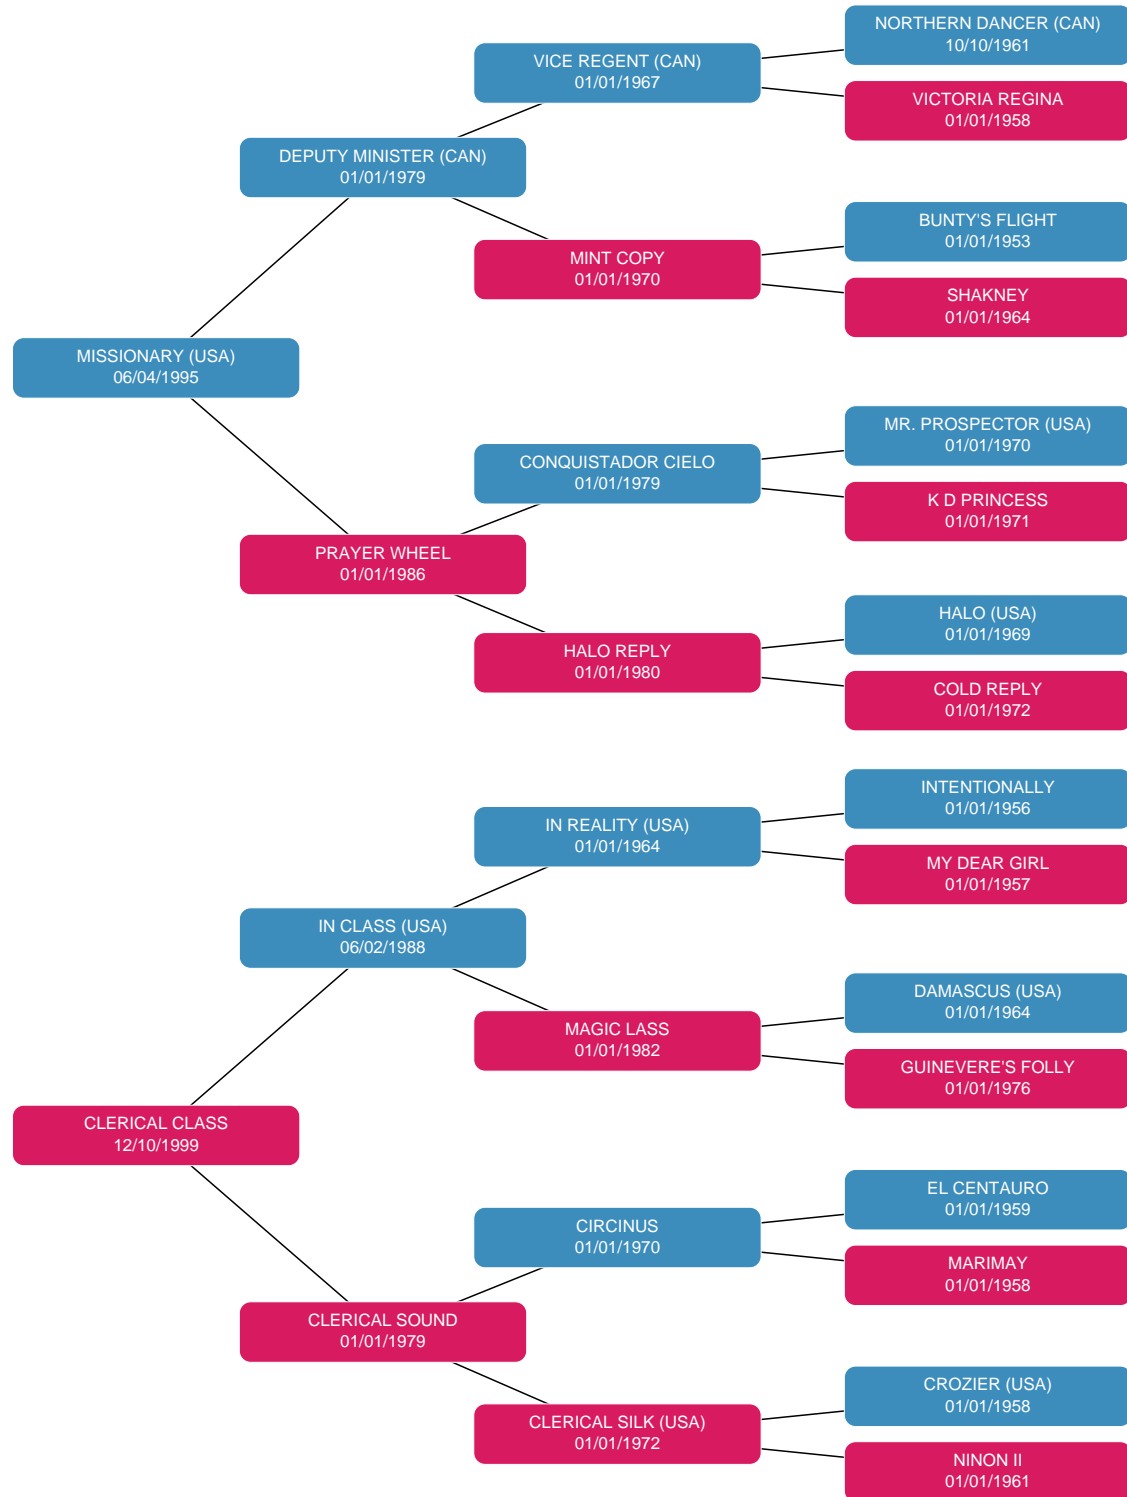 NORTHERN DANCER (CAN)
10/10/1961
VICE REGENT (CAN)
01/01/1967
VICTORIA REGINA
01/01/1958
DEPUTY MINISTER (CAN)
01/01/1979
BUNTY'S FLIGHT
01/01/1953
MINT COPY
01/01/1970
SHAKNEY
01/01/1964
MISSIONARY (USA)
06/04/1995
MR. PROSPECTOR (USA)
01/01/1970
CONQUISTADOR CIELO
01/01/1979
K D PRINCESS
01/01/1971
PRAYER WHEEL
01/01/1986
HALO (USA)
01/01/1969
HALO REPLY
01/01/1980
COLD REPLY
01/01/1972
INTENTIONALLY
01/01/1956
IN REALITY (USA)
01/01/1964
MY DEAR GIRL
01/01/1957
IN CLASS (USA)
06/02/1988
DAMASCUS (USA)
01/01/1964
MAGIC LASS
01/01/1982
GUINEVERE'S FOLLY
01/01/1976
CLERICAL CLASS
12/10/1999
EL CENTAURO
01/01/1959
CIRCINUS
01/01/1970
MARIMAY
01/01/1958
CLERICAL SOUND
01/01/1979
CROZIER (USA)
01/01/1958
CLERICAL SILK (USA)
01/01/1972
NINON II
01/01/1961